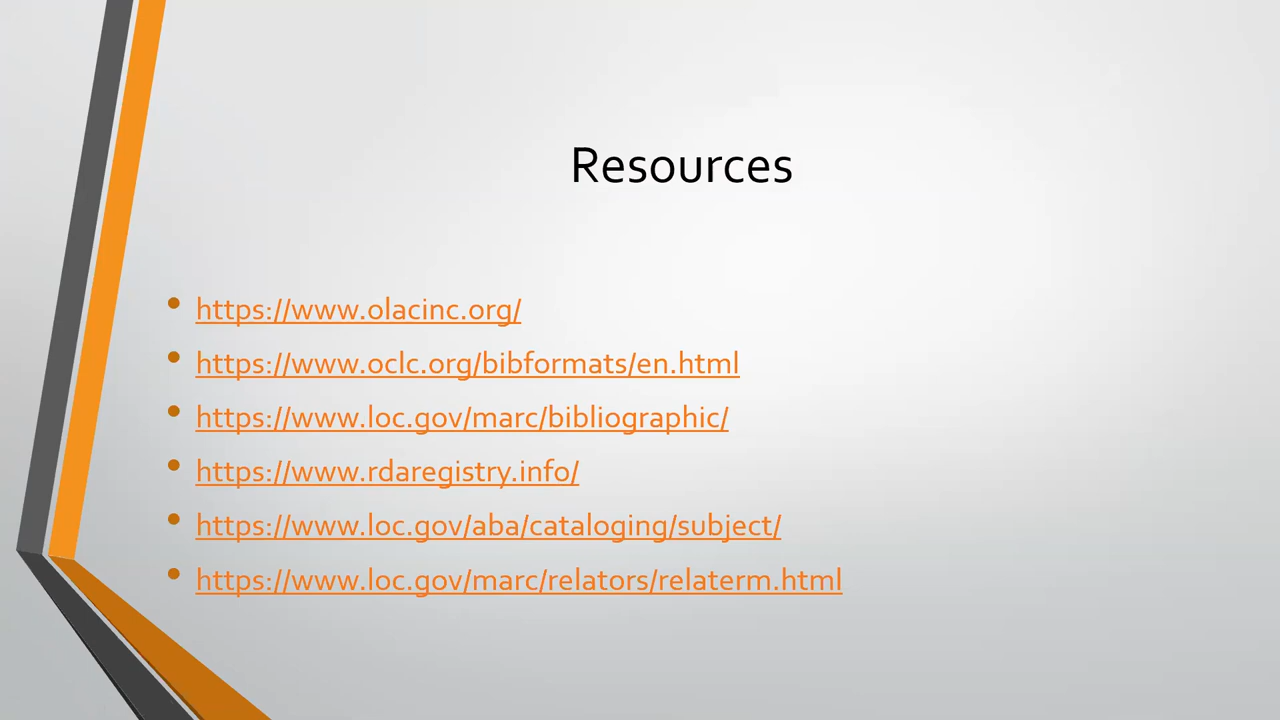 Resources
• https://www.olacinc.org/
• https://www.oclc.org/bibformats/en.html
• https://www.loc.gov/marc/bibliographic/
• https://www.rdaregistry.info/
• https://www.loc.gov/aba/cataloging/subject/
• https://www.loc.gov/marc/relators/relaterm.html